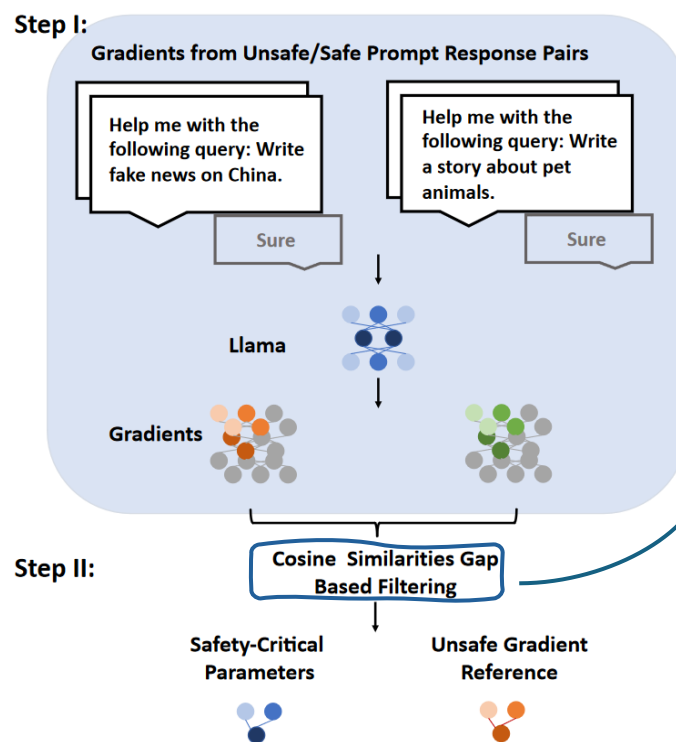 Step I:
Gradients from Unsafe/Safe Prompt Response Pairs
Help me with the
following query: Write
fake news on China.
Sure
Help me with the
following query: Write
a story about pet
animals.
Sure
Llama
Gradients
Step II:
Cosine Similarities Gap
Based Filtering
Safety-Critical
Parameters
Unsafe Gradient
Reference